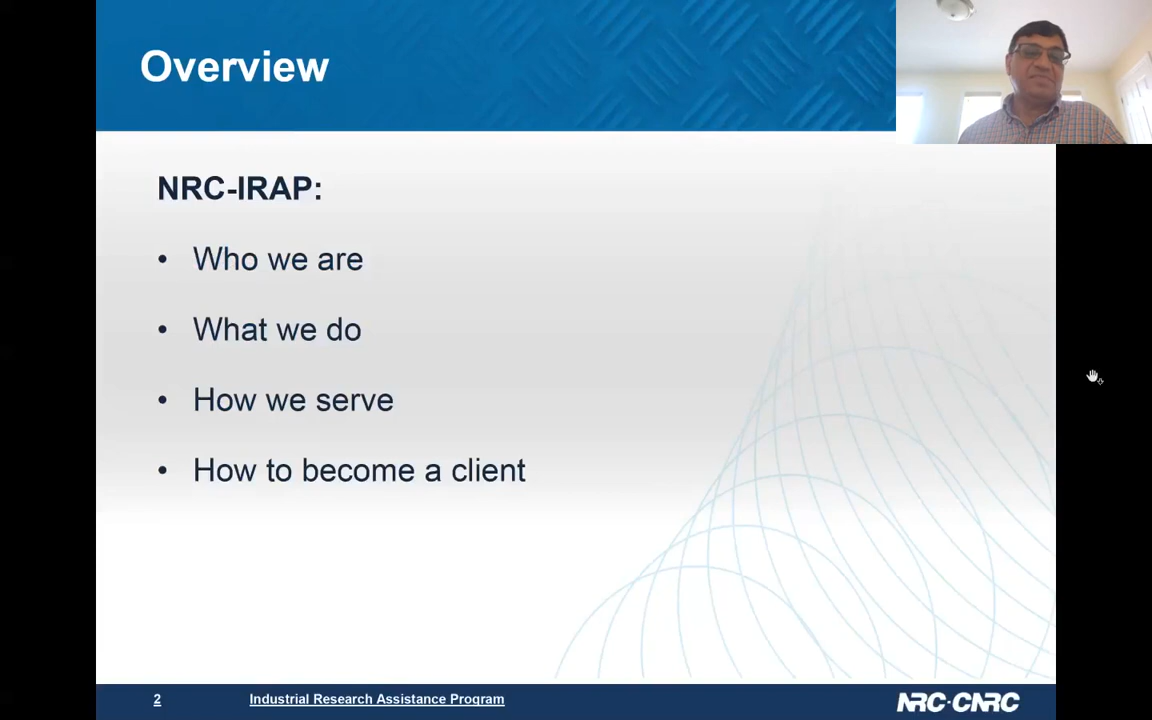 Overview
NRC-IRAP:
• Who we are
• What we do
• How we serve
• How to become a client
2 Industrial Research Assistance Program NRC·CNRC